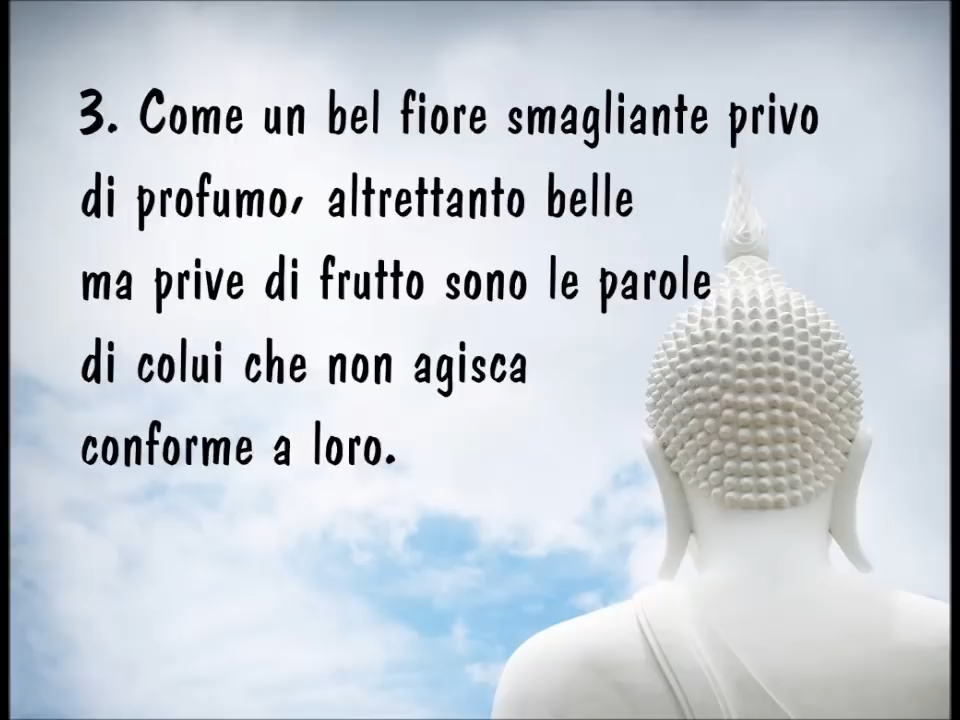 3. Come un bel fiore smagliante privo
di profumo, altrettanto belle
ma prive di frutto sono le parole
di colui che non agisca
conforme a loro.